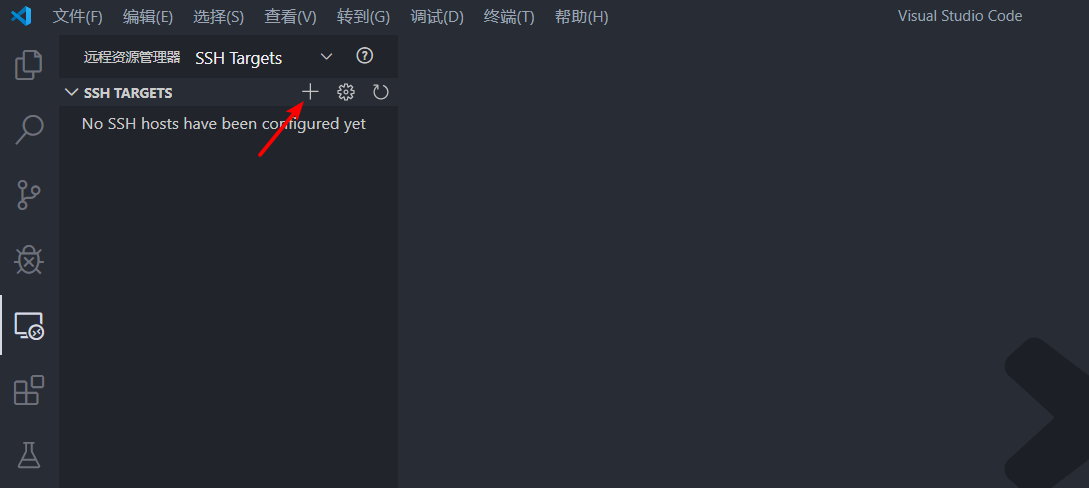 文件(F) 编辑(E) 选择(S) 查看(V) 转到(G) 调试(D) 终端(T) 帮助(H) Visual Studio Code
远程资源管理器 SSH Targets
SSH TARGETS
No SSH hosts have been configured yet